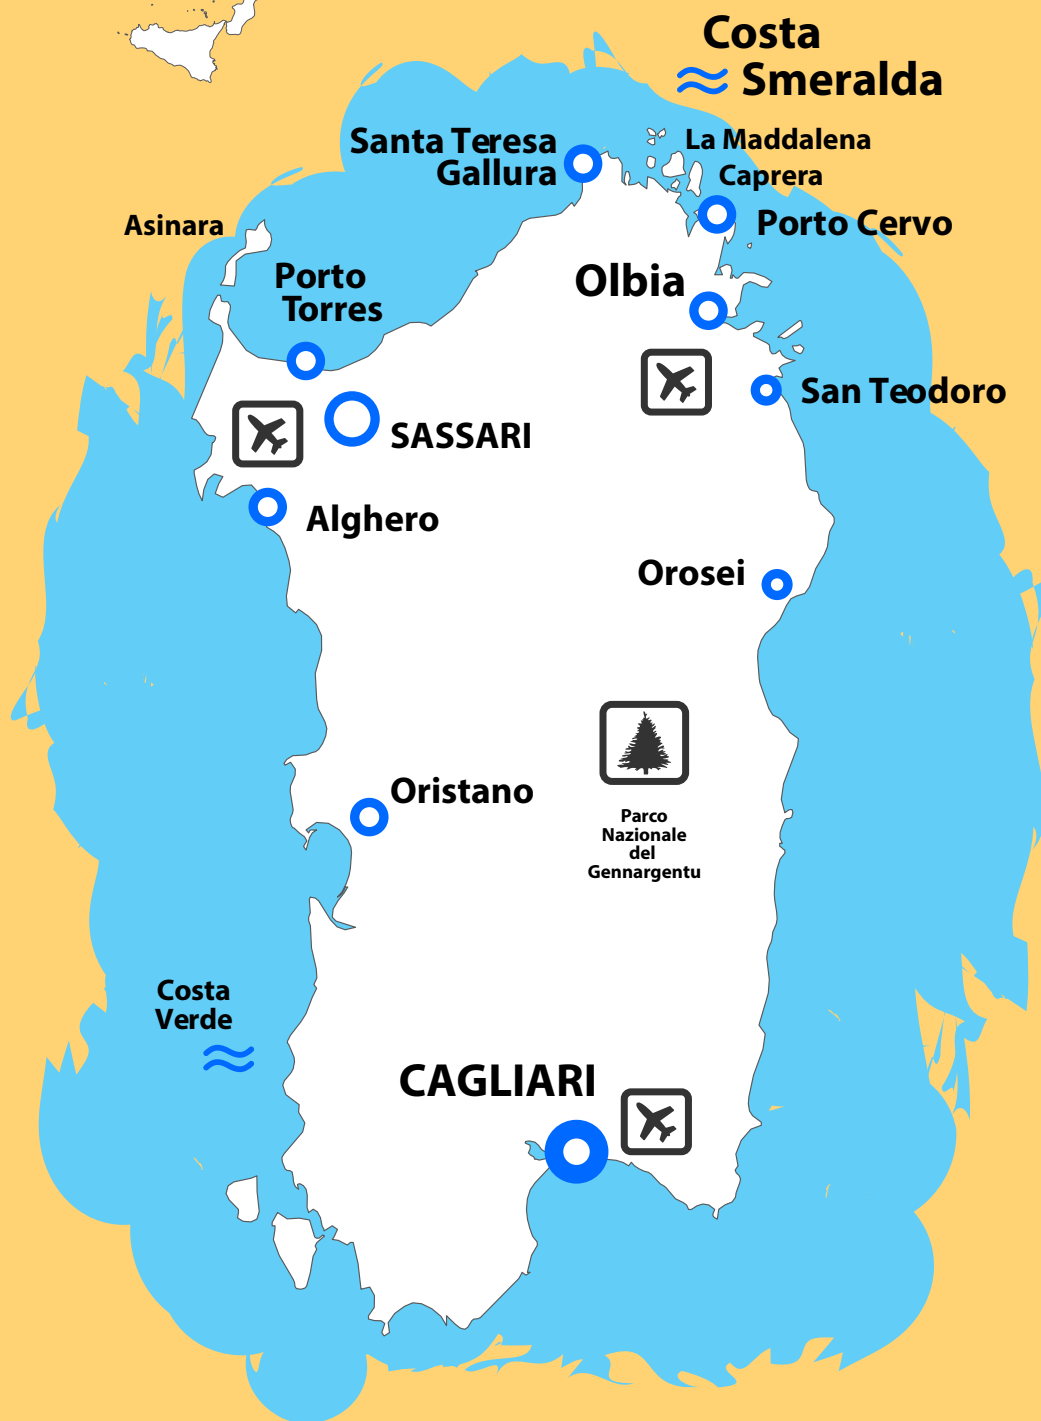 Costa
Smeralda
Santa Teresa
Gallura
La Maddalena
Caprera
Porto Cervo
Asinara
Porto
Torres
Olbia
San Teodoro
SASSARI
Alghero
Orosei
Oristano
Parco
Nazionale
del
Gennargentu
Costa
Verde
CAGLIARI